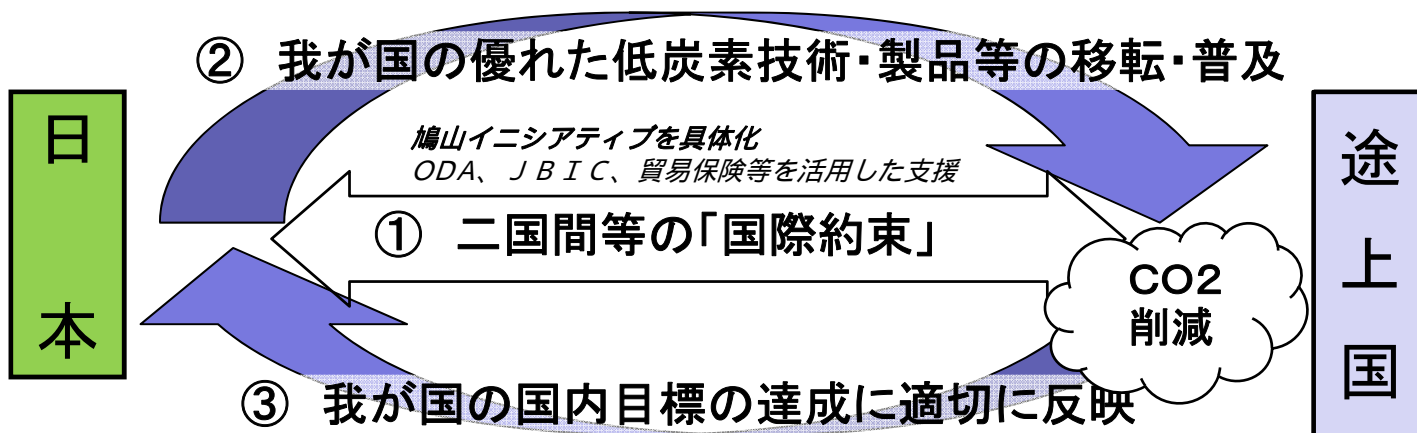 ② 我が国の優れた低炭素技術・製品等の移転・普及
日本
鳩山イニシアティブを具体化
ODA、ＪＢＩＣ、貿易保険等を活用した支援
① 二国間等の「国際約束」
CO2
削減
途上国
③ 我が国の国内目標の達成に適切に反映